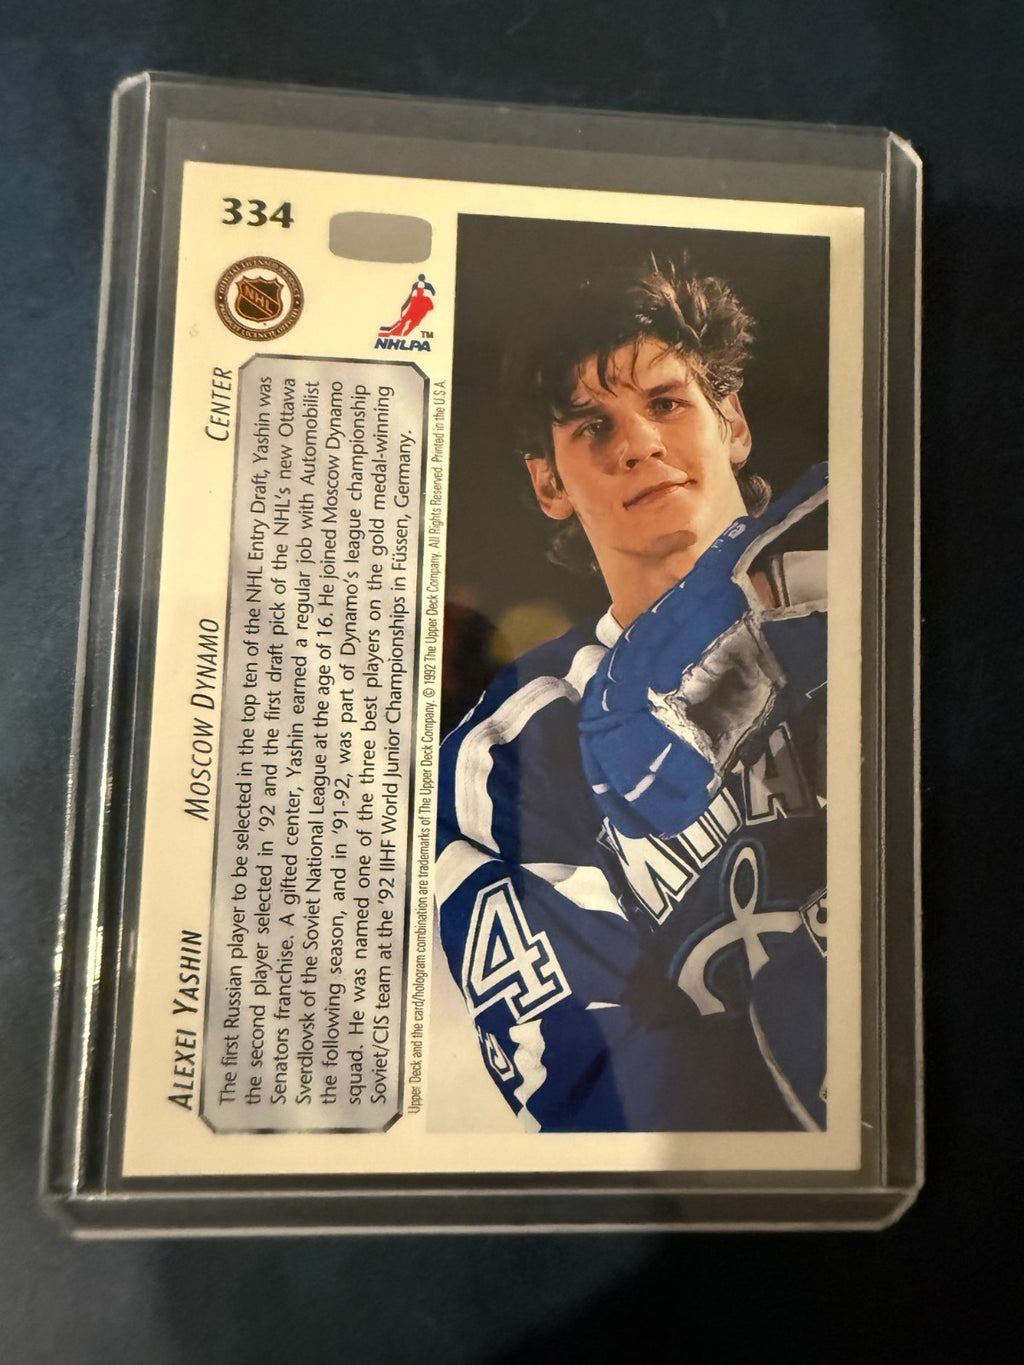 334
NHL
NHLPA
TM
ALEXEI YASHIN MOSCOW DYNAMO CENTER
The first Russian player to be selected in the top ten of the NHL Entry Draft, Yashin was
the second player selected in '92 and the first draft pick of the NHL's new Ottawa
Senators franchise. A gifted center, Yashin earned a regular job with Automobilist
Sverdlovsk of the Soviet National League at the age of 16. He joined Moscow Dynamo
the following season, and in '91-92, was part of Dynamo's league championship
squad. He was named one of the three best players on the gold medal-winning
Soviet/CIS team at the '92 IIHF World Junior Championships in Füssen, Germany.
Upper Deck and the card/hologram combination are trademarks of The Upper Deck Company. © 1992 The Upper Deck Company. All Rights Reserved. Printed in the U.S.A.
4